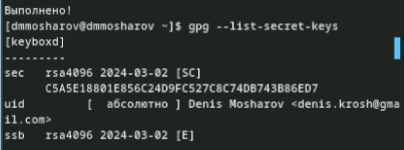 Выполнено!
[dmmosharov@dmmosharov ~]$ gpg --list-secret-keys
[keyboxd]
---------
sec   rsa4096 2024-03-02 [SC]
      C5A5E18801E856C24D9FC527C8C74DB743B86ED7
uid         [  абсолютно ] Denis Mosharov <denis.krosh@gma
il.com>
ssb   rsa4096 2024-03-02 [E]